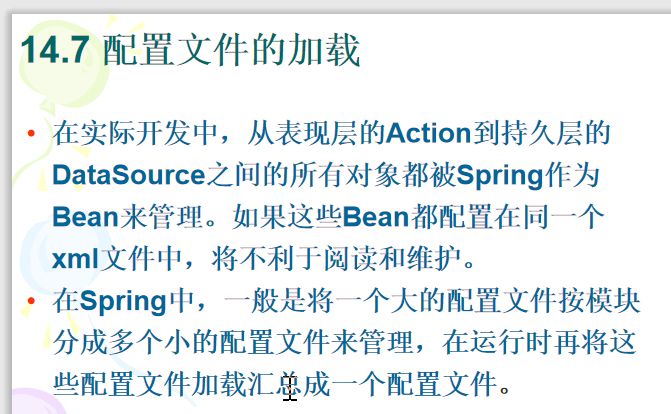 14.7 配置文件的加载
• 在实际开发中，从表现层的Action到持久层的
DataSource之间的所有对象都被Spring作为
Bean来管理。如果这些Bean都配置在同一个
xml文件中，将不利于阅读和维护。
• 在Spring中，一般是将一个大的配置文件按模块
分成多个小的配置文件来管理，在运行时再将这
些配置文件加载汇总成一个配置文件。